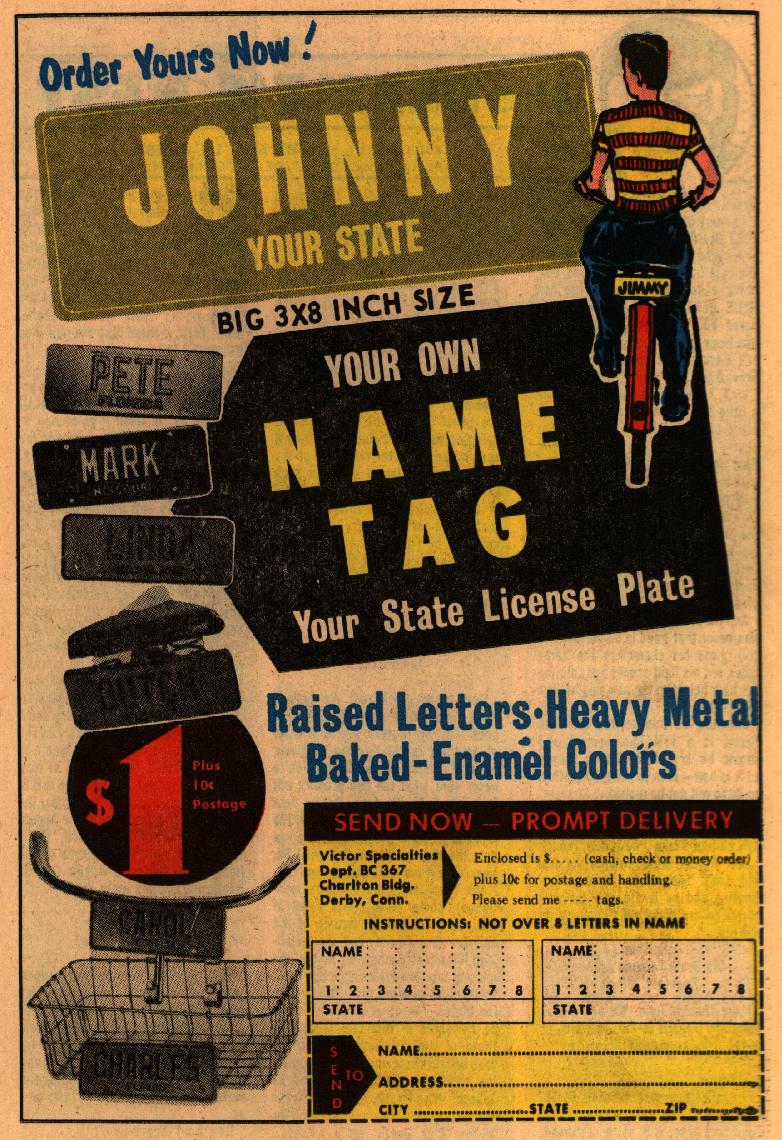 Order Yours Now!
JOHNNY
YOUR STATE
JIMMY
BIG 3X8 INCH SIZE
PETE
FLORIDA
MARK
MISSOURI
LINDA
DUTCH
YOUR OWN
NAME
TAG
Your State License Plate
Raised Letters·Heavy Metal
Baked-Enamel Colors
$1
Plus
10¢
Postage
CAROL
CHARLES
SEND NOW — PROMPT DELIVERY
Victor Specialties
Dept. BC 367
Charlton Bldg.
Derby, Conn.
Enclosed is $..... (cash, check or money order)
plus 10¢ for postage and handling.
Please send me ----- tags.
INSTRUCTIONS: NOT OVER 8 LETTERS IN NAME
NAME
1 2 3 4 5 6 7 8
STATE
NAME
1 2 3 4 5 6 7 8
STATE
SEND TO
NAME
ADDRESS
CITY STATE ZIP